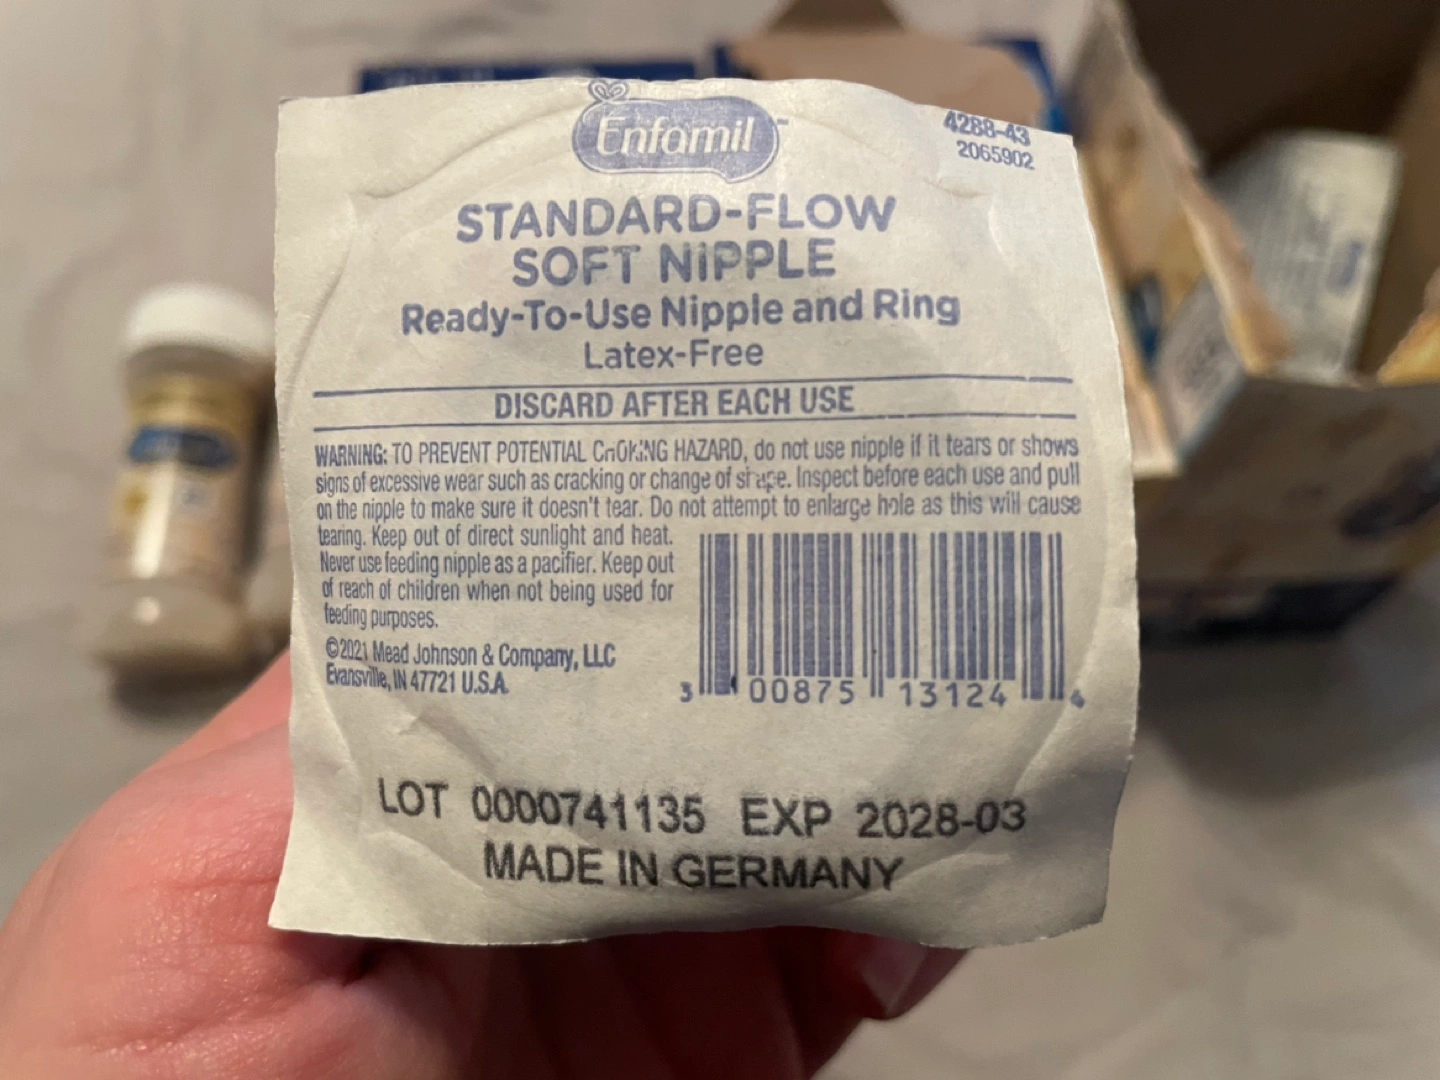 Enfamil™
4288-43
2065902
STANDARD-FLOW
SOFT NIPPLE
Ready-To-Use Nipple and Ring
Latex-Free
DISCARD AFTER EACH USE
WARNING: TO PREVENT POTENTIAL CHOKING HAZARD, do not use nipple if it tears or shows
signs of excessive wear such as cracking or change of shape. Inspect before each use and pull
on the nipple to make sure it doesn't tear. Do not attempt to enlarge hole as this will cause
tearing. Keep out of direct sunlight and heat.
Never use feeding nipple as a pacifier. Keep out
of reach of children when not being used for
feeding purposes.
©2021 Mead Johnson & Company, LLC
Evansville, IN 47721 U.S.A.
3 00875 13124 4
LOT 0000741135 EXP 2028-03
MADE IN GERMANY